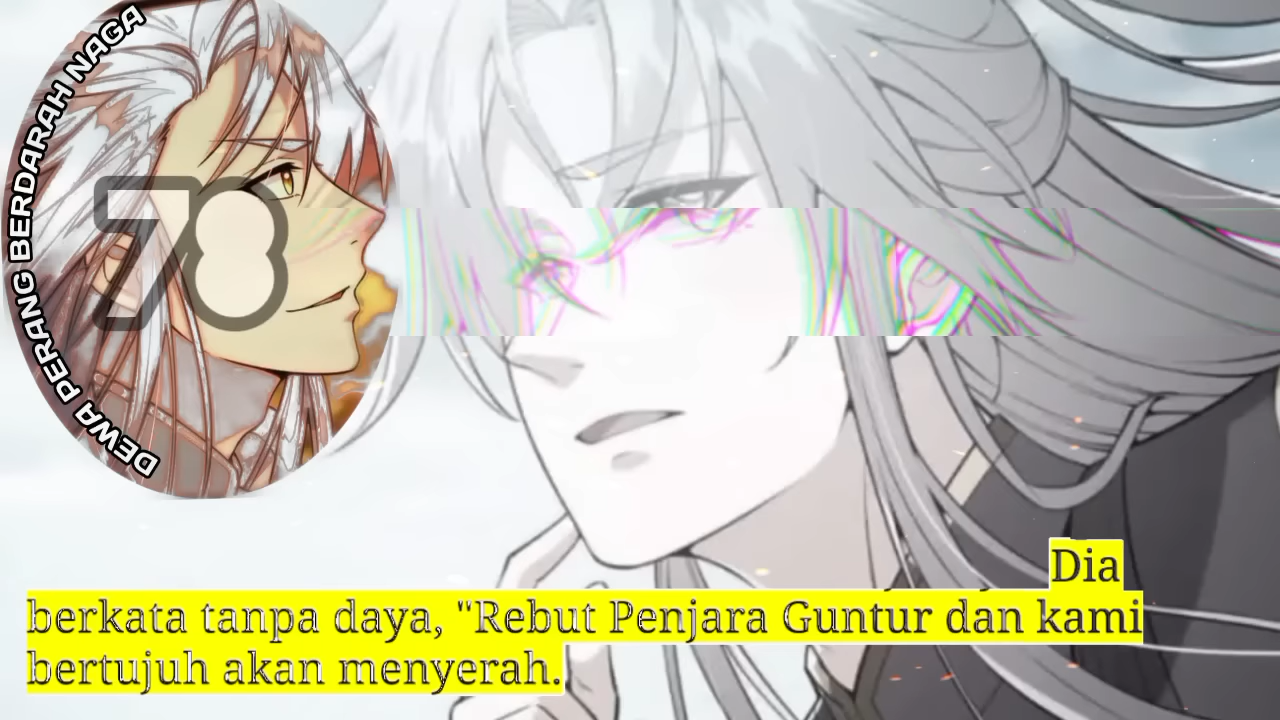 DEWA PERANG BERDARAH NAGA
78
Dia
berkata tanpa daya, "Rebut Penjara Guntur dan kami
bertujuh akan menyerah.